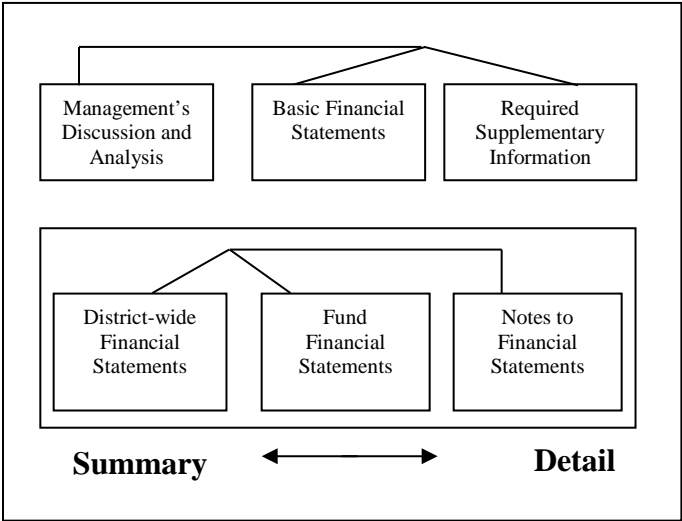 Management's
Discussion and
Analysis
Basic Financial
Statements
Required
Supplementary
Information
District-wide
Financial
Statements
Fund
Financial
Statements
Notes to
Financial
Statements
Summary
Detail